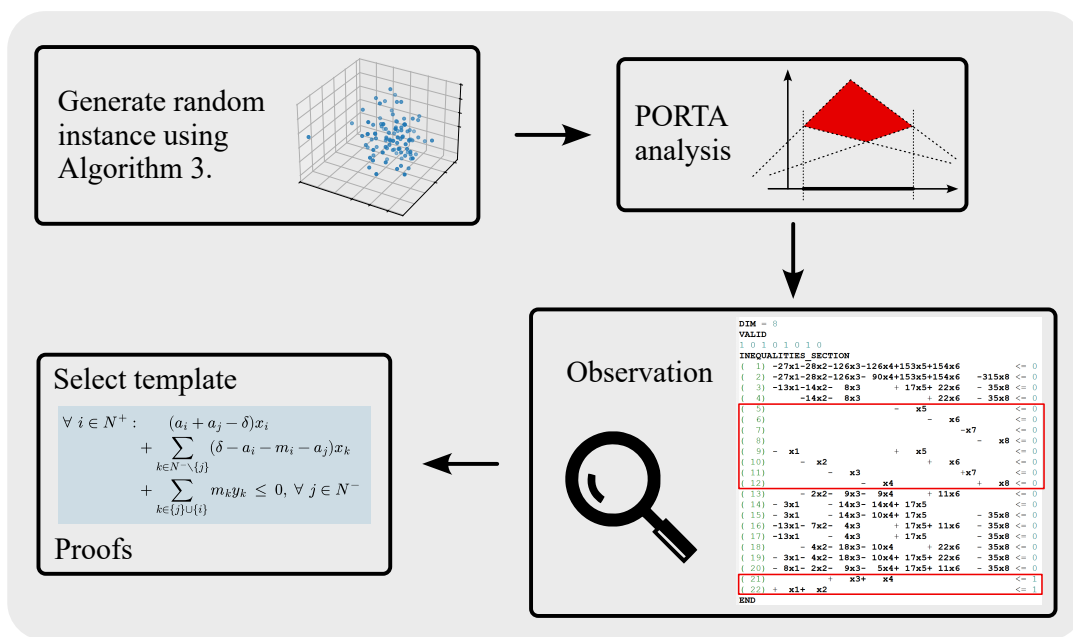 Generate random
instance using
Algorithm 3.
PORTA
analysis
Observation
DIM = 8
VALID
1 0 1 0 1 0 1 0
INEQUALITIES_SECTION
( 1) -27x1-28x2-126x3-126x4+153x5+154x6 <= 0
( 2) -27x1-28x2-126x3- 90x4+153x5+154x6 -315x8 <= 0
( 3) -13x1-14x2- 8x3 + 17x5+ 22x6 - 35x8 <= 0
( 4) -14x2- 8x3 + 22x6 - 35x8 <= 0
( 5) - x5 <= 0
( 6) - x6 <= 0
( 7) -x7 <= 0
( 8) - x8 <= 0
( 9) - x1 + x5 <= 0
( 10) - x2 + x6 <= 0
( 11) - x3 +x7 <= 0
( 12) - x4 + x8 <= 0
( 13) - 2x2- 9x3- 9x4 + 11x6 <= 0
( 14) - 3x1 - 14x3- 14x4+ 17x5 <= 0
( 15) - 3x1 - 14x3- 10x4+ 17x5 - 35x8 <= 0
( 16) -13x1- 7x2- 4x3 + 17x5+ 11x6 - 35x8 <= 0
( 17) -13x1 - 4x3 + 17x5 - 35x8 <= 0
( 18) - 4x2- 18x3- 10x4 + 22x6 - 35x8 <= 0
( 19) - 3x1- 4x2- 18x3- 10x4+ 17x5+ 22x6 - 35x8 <= 0
( 20) - 8x1- 2x2- 9x3- 5x4+ 17x5+ 11x6 - 35x8 <= 0
( 21) + x3+ x4 <= 1
( 22) + x1+ x2 <= 1
END
Select template
∀ i ∈ N⁺ : (aᵢ + aⱼ − δ)xᵢ
+ ∑_{k∈N⁻∖{j}} (δ − aᵢ − mᵢ − aⱼ)xₖ
+ ∑_{k∈{j}∪{i}} mₖyₖ ≤ 0, ∀ j ∈ N⁻
Proofs